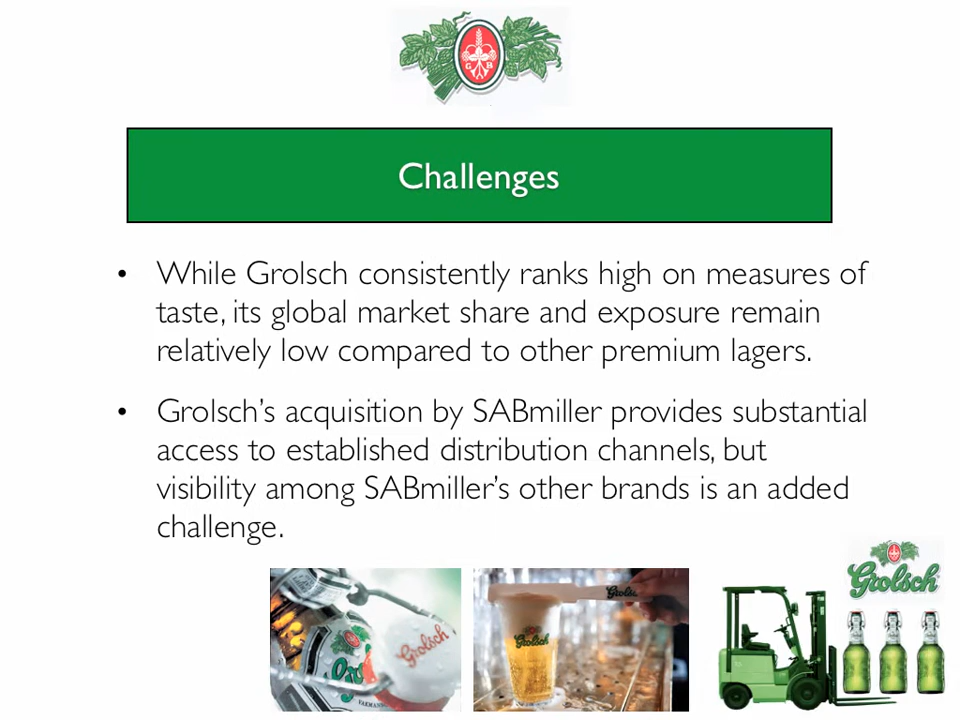 G B
Challenges
• While Grolsch consistently ranks high on measures of
taste, its global market share and exposure remain
relatively low compared to other premium lagers.
• Grolsch's acquisition by SABmiller provides substantial
access to established distribution channels, but
visibility among SABmiller's other brands is an added
challenge.
Grolsch
Grolsch
Grolsch